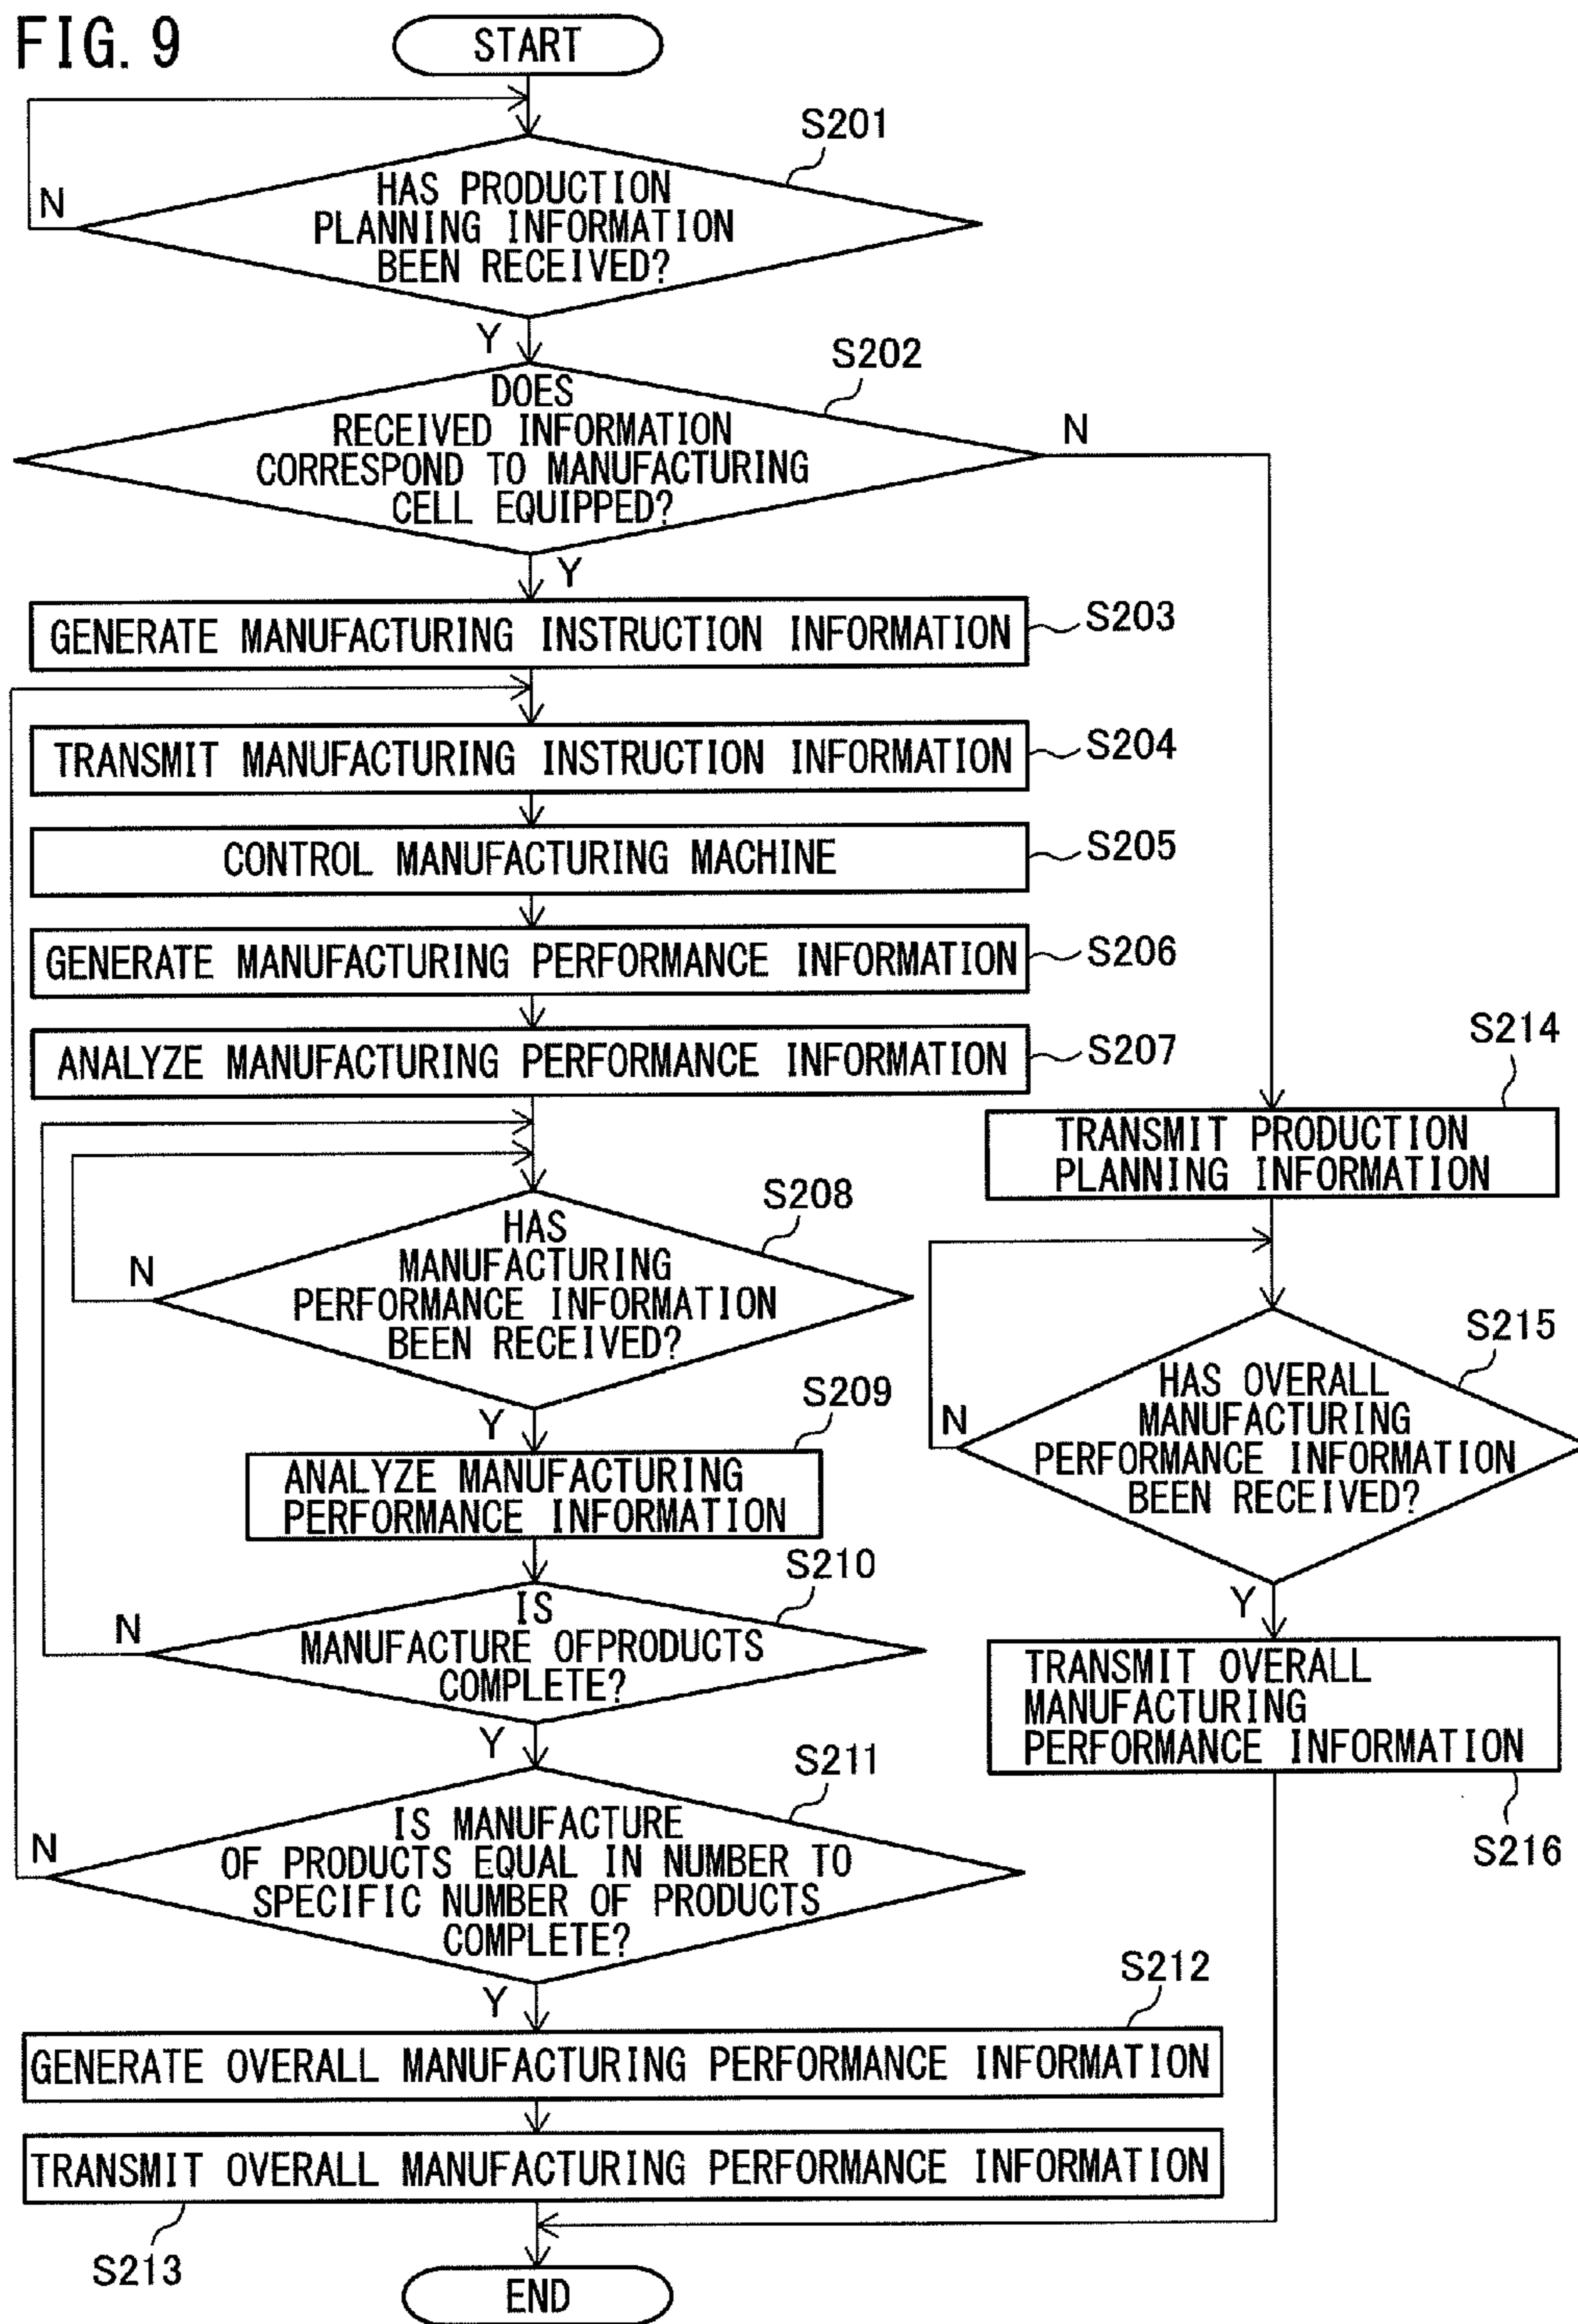 FIG. 9
START
S201
HAS PRODUCTION
PLANNING INFORMATION
BEEN RECEIVED?
N
Y
S202
DOES
RECEIVED INFORMATION
CORRESPOND TO MANUFACTURING
CELL EQUIPPED?
N
Y
GENERATE MANUFACTURING INSTRUCTION INFORMATION
S203
TRANSMIT MANUFACTURING INSTRUCTION INFORMATION
S204
CONTROL MANUFACTURING MACHINE
S205
GENERATE MANUFACTURING PERFORMANCE INFORMATION
S206
ANALYZE MANUFACTURING PERFORMANCE INFORMATION
S207
S208
HAS
MANUFACTURING
PERFORMANCE INFORMATION
BEEN RECEIVED?
N
Y
S209
ANALYZE MANUFACTURING
PERFORMANCE INFORMATION
S210
IS
MANUFACTURE OFPRODUCTS
COMPLETE?
N
Y
S211
IS MANUFACTURE
OF PRODUCTS EQUAL IN NUMBER TO
SPECIFIC NUMBER OF PRODUCTS
COMPLETE?
N
Y
S212
GENERATE OVERALL MANUFACTURING PERFORMANCE INFORMATION
TRANSMIT OVERALL MANUFACTURING PERFORMANCE INFORMATION
S213
S214
TRANSMIT PRODUCTION
PLANNING INFORMATION
S215
HAS OVERALL
MANUFACTURING
PERFORMANCE INFORMATION
BEEN RECEIVED?
N
Y
TRANSMIT OVERALL
MANUFACTURING
PERFORMANCE INFORMATION
S216
END